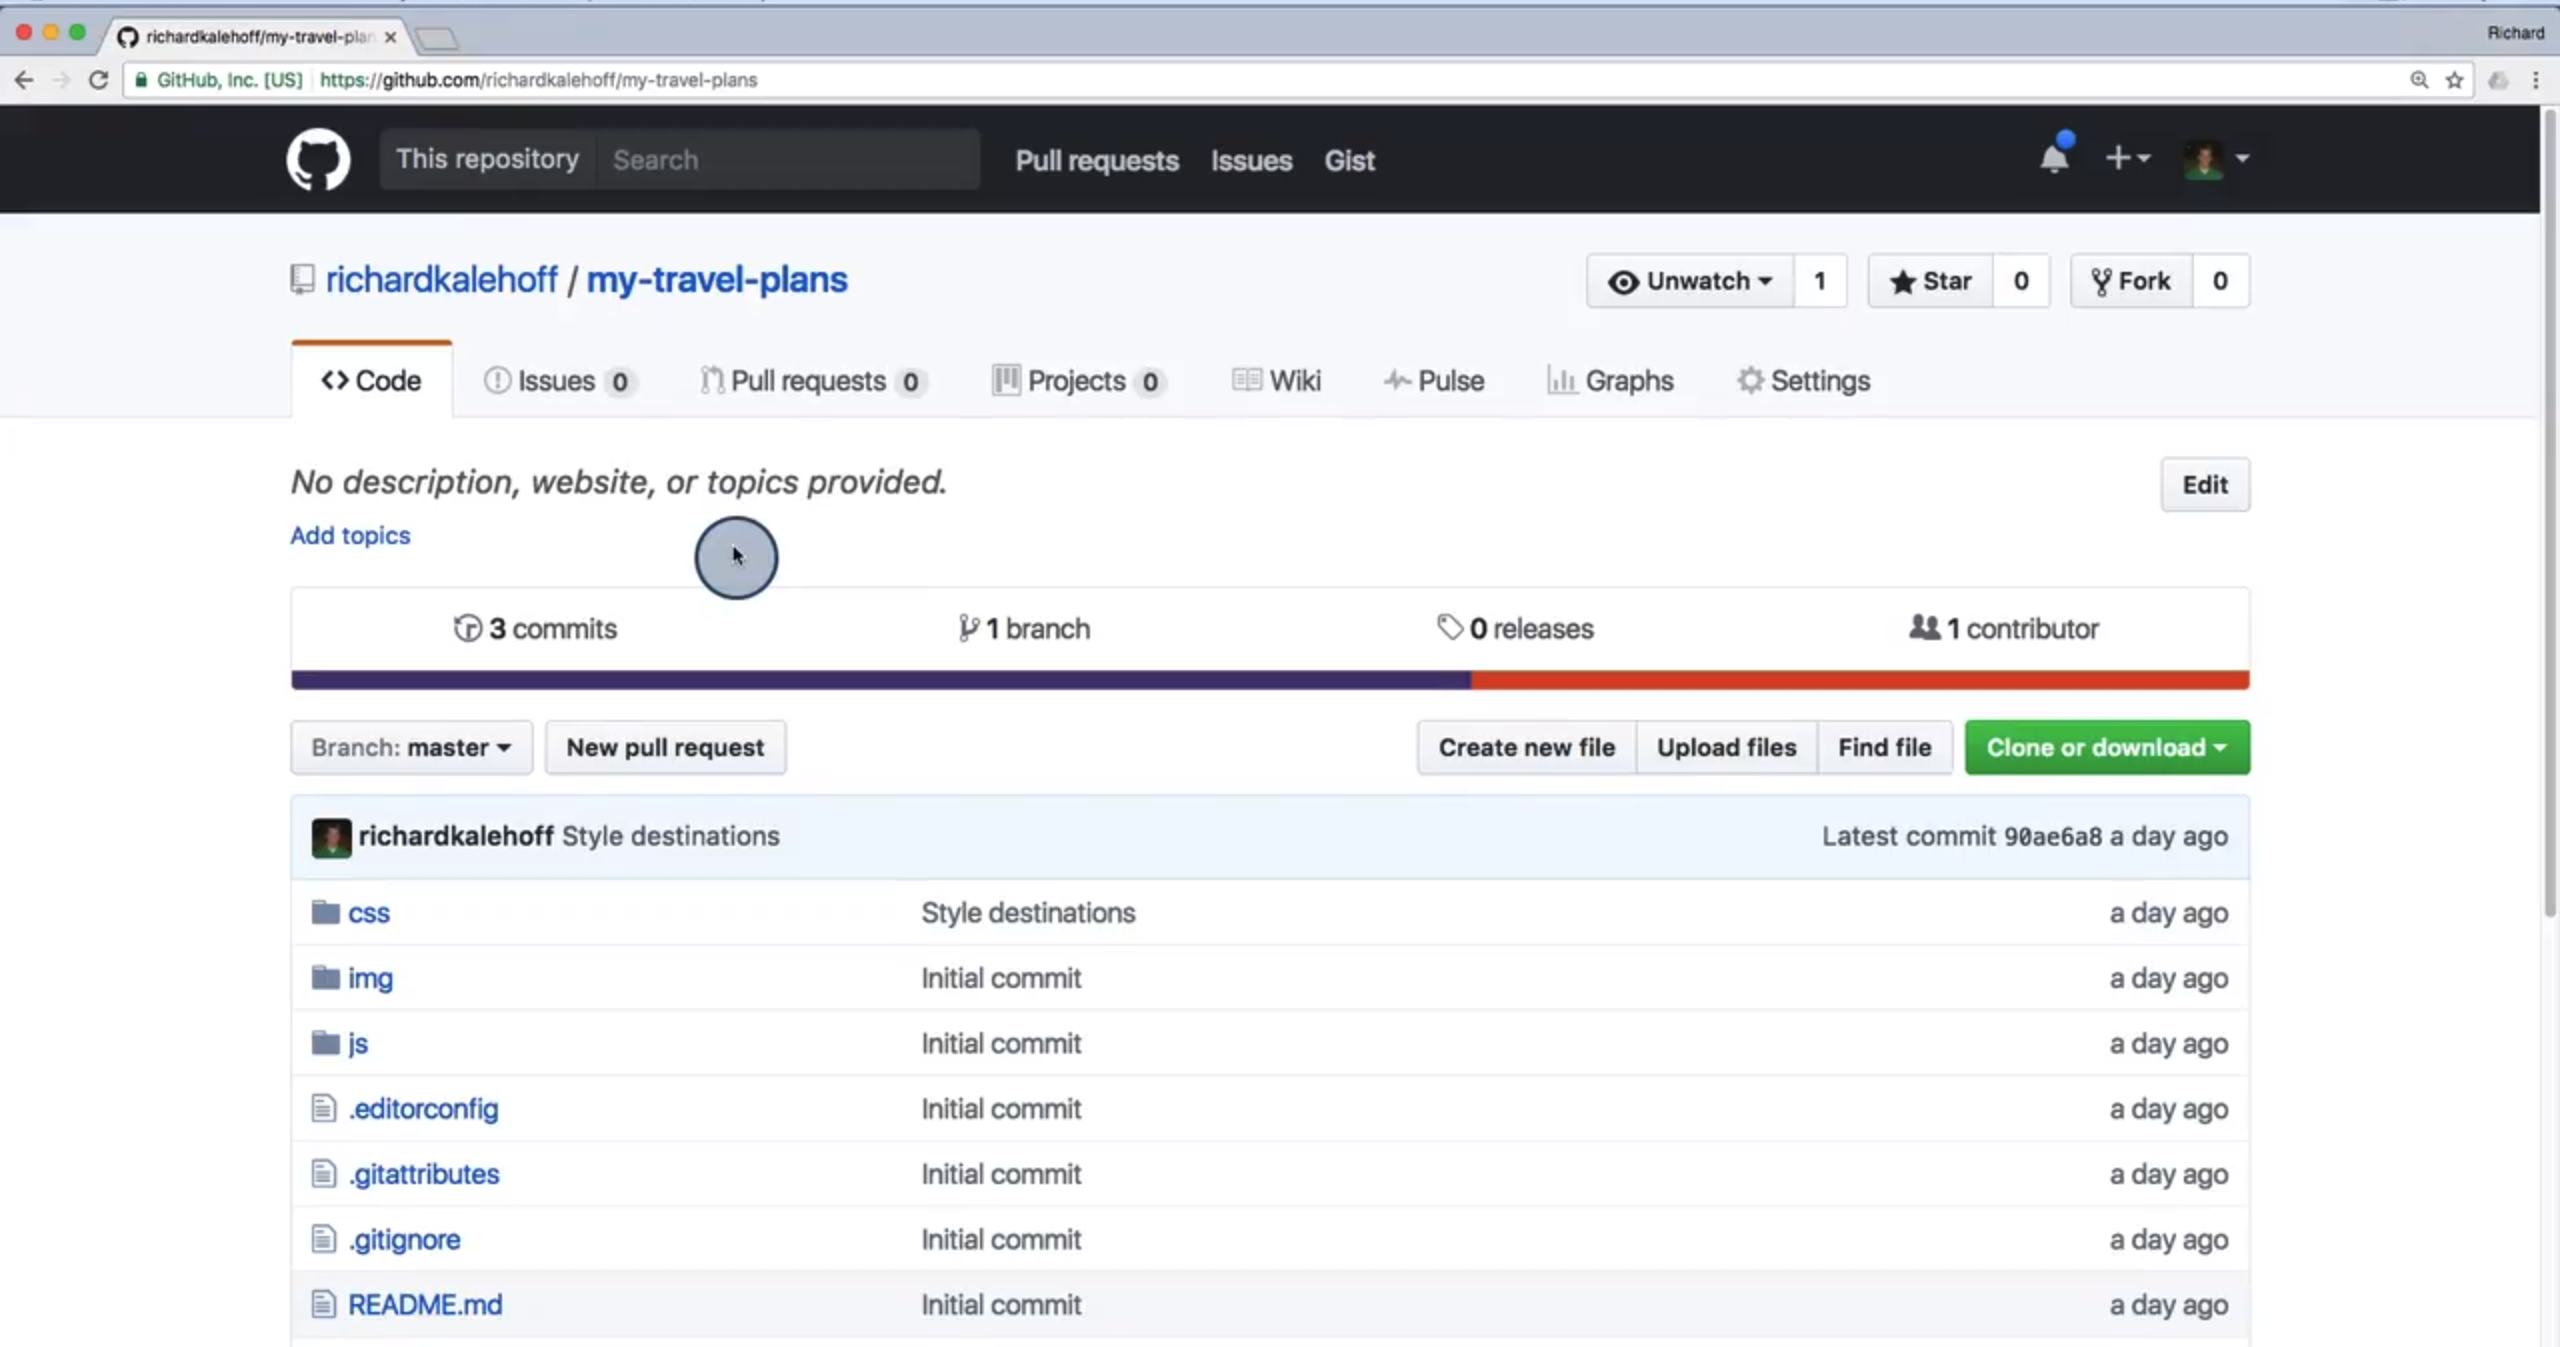 richardkalehoff/my-travel-plan
Richard
GitHub, Inc. [US] https://github.com/richardkalehoff/my-travel-plans
This repository Search Pull requests Issues Gist
richardkalehoff / my-travel-plans Unwatch 1 Star 0 Fork 0
Code Issues 0 Pull requests 0 Projects 0 Wiki Pulse Graphs Settings
No description, website, or topics provided. Edit
Add topics
3 commits 1 branch 0 releases 1 contributor
Branch: master New pull request Create new file Upload files Find file Clone or download
richardkalehoff Style destinations Latest commit 90ae6a8 a day ago
css Style destinations a day ago
img Initial commit a day ago
js Initial commit a day ago
.editorconfig Initial commit a day ago
.gitattributes Initial commit a day ago
.gitignore Initial commit a day ago
README.md Initial commit a day ago